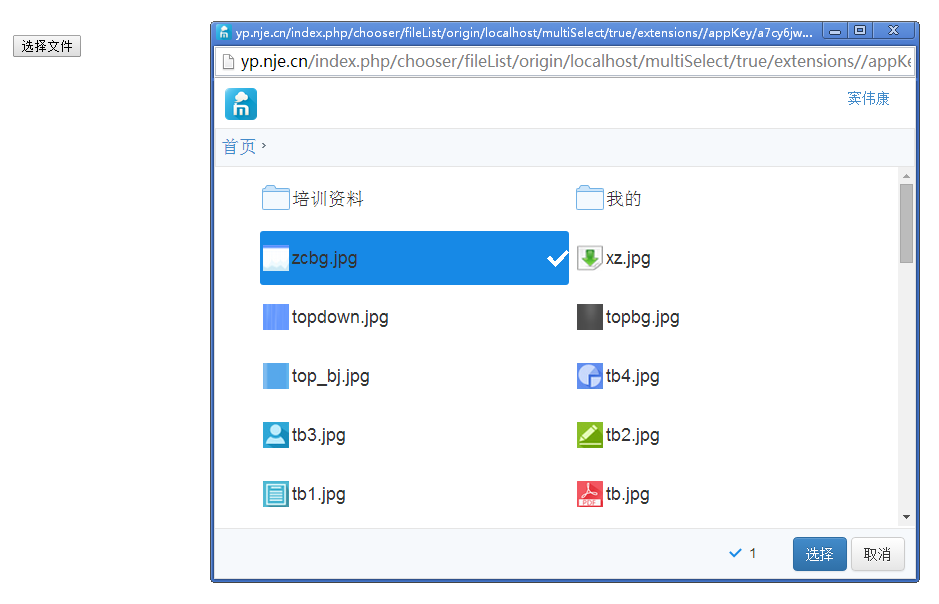 选择文件
yp.nje.cn/index.php/chooser/fileList/origin/localhost/multiSelect/true/extensions//appKey/a7cy6jw...
yp.nje.cn/index.php/chooser/fileList/origin/localhost/multiSelect/true/extensions//appKe
窦伟康
首页 ›
培训资料 我的
zcbg.jpg xz.jpg
topdown.jpg topbg.jpg
top_bj.jpg tb4.jpg
tb3.jpg tb2.jpg
tb1.jpg tb.jpg
PDF
1 选择 取消